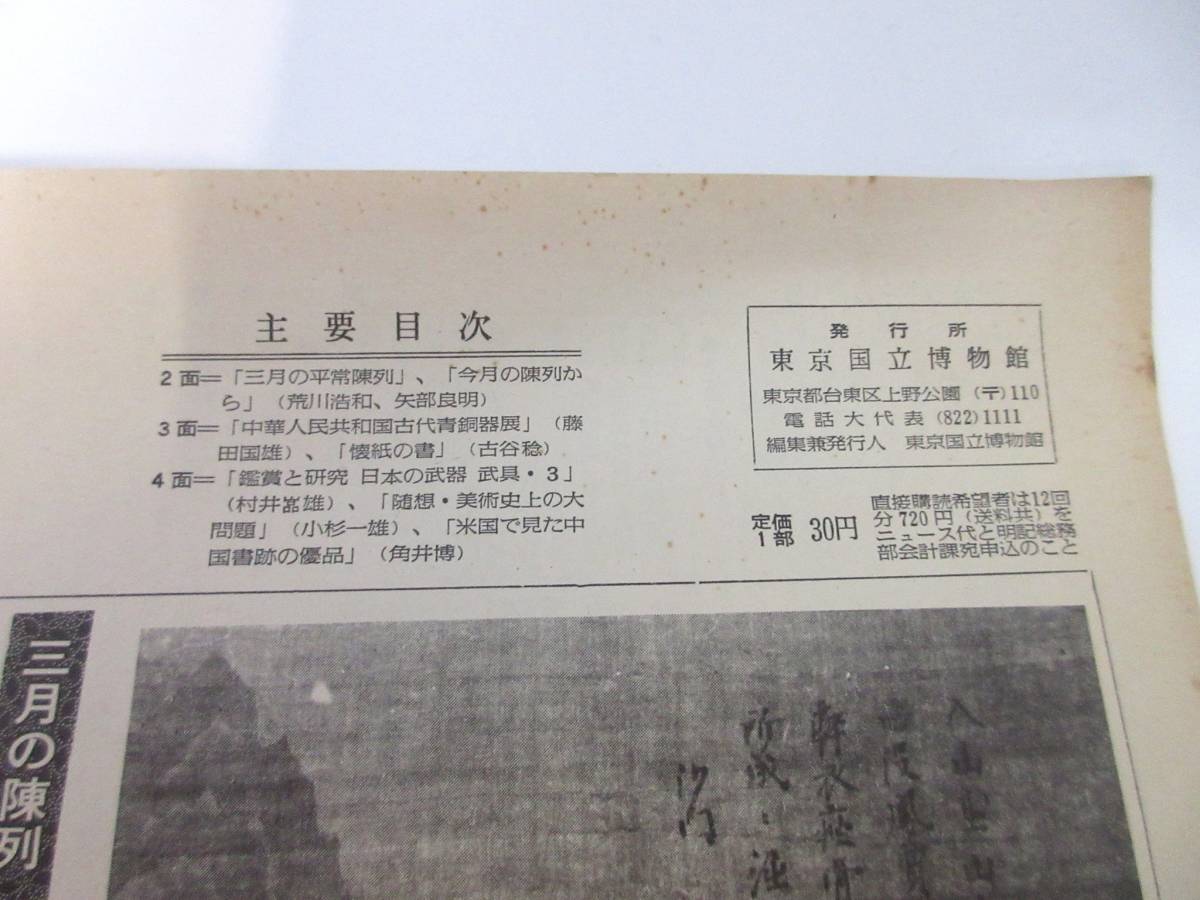 主要目次
2面=「三月の平常陳列」、「今月の陳列か
ら」(荒川浩和、矢部良明)
3面=「中華人民共和国古代青銅器展」(藤
田国雄)、「懐紙の書」(古谷稔)
4面=「鑑賞と研究 日本の武器 武具・3」
(村井嵓雄)、「随想・美術史上の大
問題」(小杉一雄)、「米国で見た中
国書跡の優品」(角井博)
発行所
東京国立博物館
東京都台東区上野公園(〒)110
電話大代表(822)1111
編集兼発行人 東京国立博物館
定価
1部 30円
直接購読希望者は12回
分720円(送料共)を
ニュース代と明記総務
部会計課宛申込のこと
三月の陳列